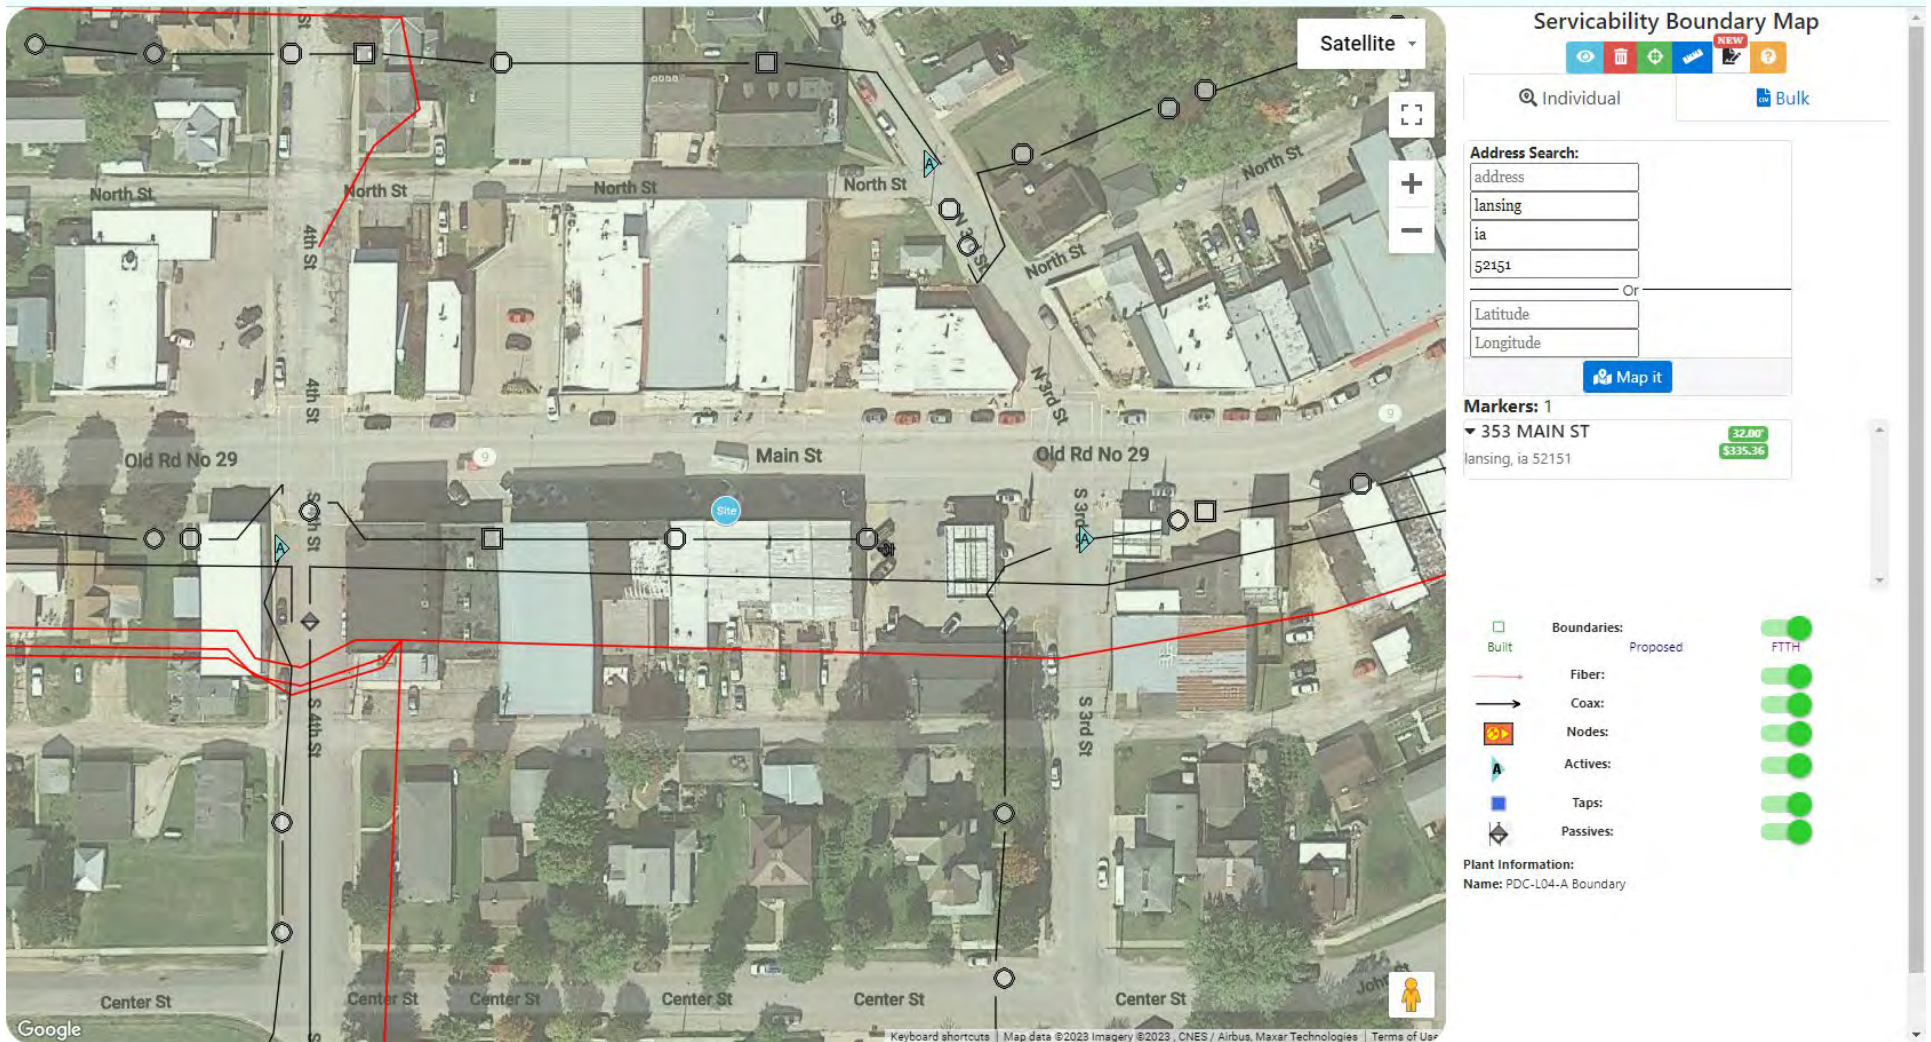 Servicability Boundary Map
NEW
Individual
Bulk
Address Search:
address
lansing
ia
52151
Or
Latitude
Longitude
Map it
Markers: 1
353 MAIN ST
32.00'
lansing, ia 52151
$335.36
Boundaries:
Built
Proposed
FTTH
Fiber:
Coax:
Nodes:
Actives:
A
Taps:
Passives:
Plant Information:
Name: PDC-L04-A Boundary
Satellite
North St
North St
North St
North St
North St
North St
4th St
4th St
N 3rd St
N 3rd St
A
9
9
Old Rd No 29
Main St
Old Rd No 29
Site
S 4th St
S 3rd St
A
A
S 4th St
S 3rd St
Center St
Center St
Center St
Center St
Center St
Center St
Google
Keyboard shortcuts
Map data ©2023 Imagery ©2023 , CNES / Airbus, Maxar Technologies
Terms of Use